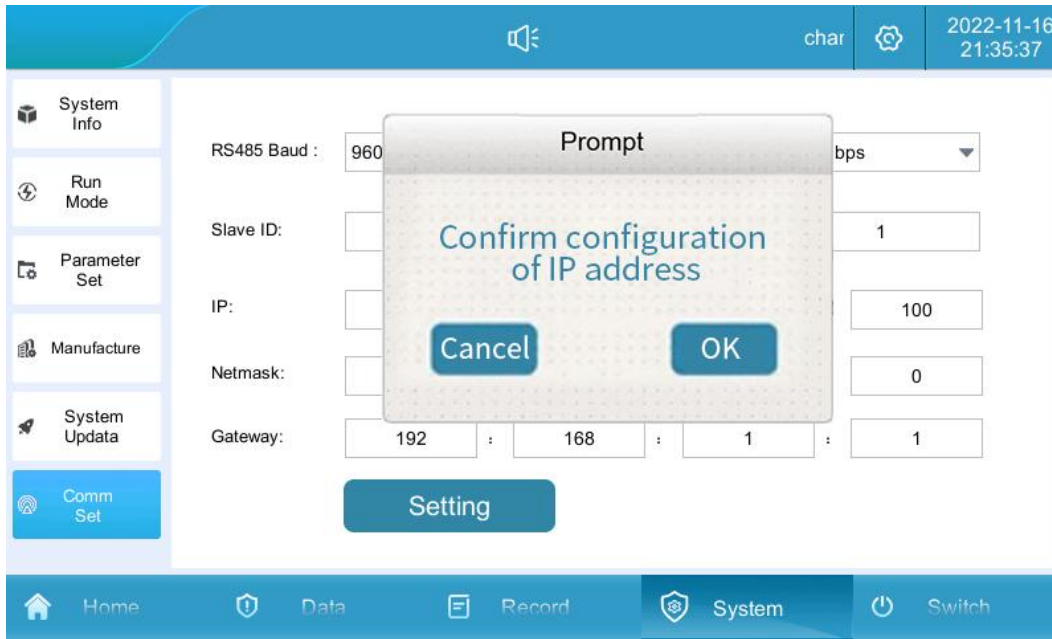 char
2022-11-16
21:35:37
System
Info
Run
Mode
Parameter
Set
Manufacture
System
Updata
Comm
Set
RS485 Baud : 960 bps
Prompt
Confirm configuration
of IP address
Cancel OK
Slave ID: 1
IP: 100
Netmask: 0
Gateway: 192 : 168 : 1 : 1
Setting
Home Data Record System Switch